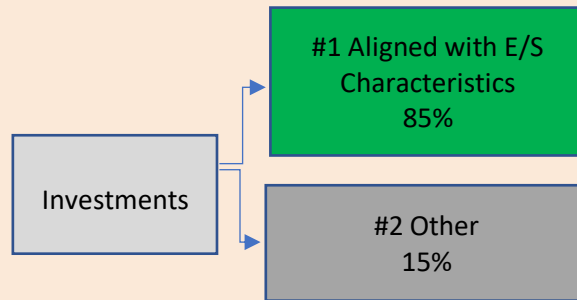 #1 Aligned with E/S
Characteristics
85%
Investments
#2 Other
15%